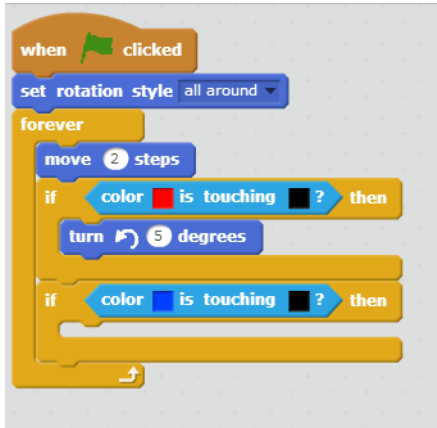 when clicked
set rotation style all around
forever
move 2 steps
if color is touching ? then
turn 5 degrees
if color is touching ? then